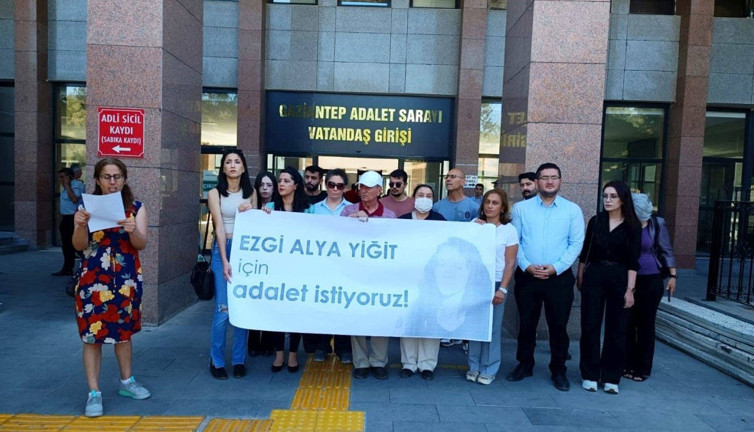 GAZİANTEP ADALET SARAYI
VATANDAŞ GİRİŞİ
ADLİ SİCİL
KAYDI
(SABIKA KAYDI)
EZGİ ALYA YİĞİT
için
adalet istiyoruz!